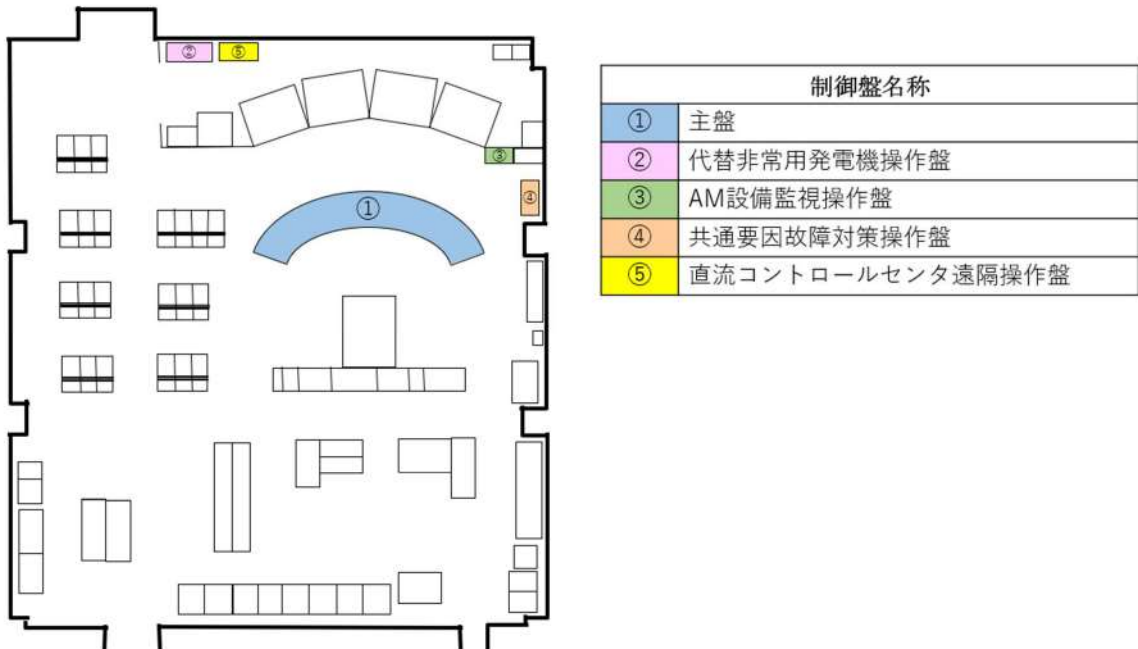 ②
⑤
③
④
①
制御盤名称
① 主盤
② 代替非常用発電機操作盤
③ AM設備監視操作盤
④ 共通要因故障対策操作盤
⑤ 直流コントロールセンタ遠隔操作盤